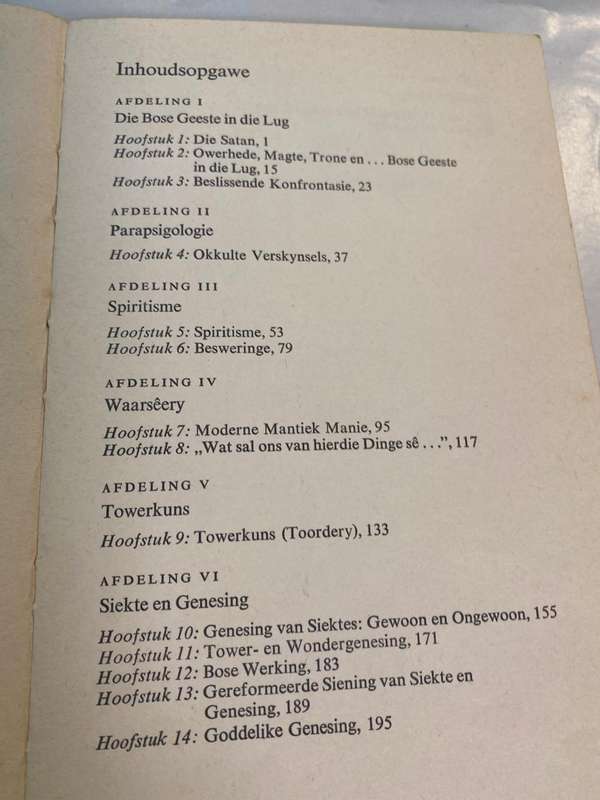 Inhoudsopgawe
AFDELING I
Die Bose Geeste in die Lug
Hoofstuk 1: Die Satan, 1
Hoofstuk 2: Owerhede, Magte, Trone en ... Bose Geeste
in die Lug, 15
Hoofstuk 3: Beslissende Konfrontasie, 23
AFDELING II
Parapsigologie
Hoofstuk 4: Okkulte Verskynsels, 37
AFDELING III
Spiritisme
Hoofstuk 5: Spiritisme, 53
Hoofstuk 6: Besweringe, 79
AFDELING IV
Waarsêery
Hoofstuk 7: Moderne Mantiek Manie, 95
Hoofstuk 8: „Wat sal ons van hierdie Dinge sê ...”, 117
AFDELING V
Towerkuns
Hoofstuk 9: Towerkuns (Toordery), 133
AFDELING VI
Siekte en Genesing
Hoofstuk 10: Genesing van Siektes: Gewoon en Ongewoon, 155
Hoofstuk 11: Tower- en Wondergenesing, 171
Hoofstuk 12: Bose Werking, 183
Hoofstuk 13: Gereformeerde Siening van Siekte en
Genesing, 189
Hoofstuk 14: Goddelike Genesing, 195